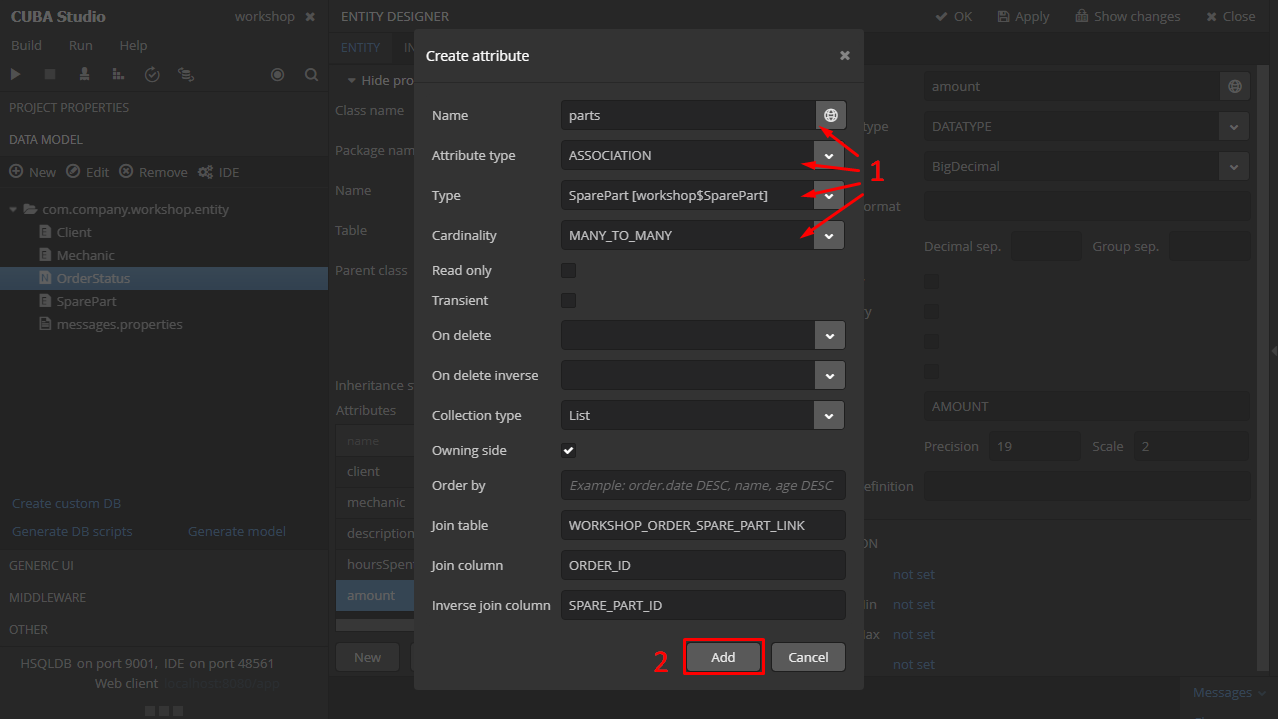 CUBA Studio
workshop
Build Run Help
PROJECT PROPERTIES
DATA MODEL
New Edit Remove IDE
com.company.workshop.entity
Client
Mechanic
OrderStatus
SparePart
messages.properties
Create custom DB
Generate DB scripts Generate model
GENERIC UI
MIDDLEWARE
OTHER
HSQLDB on port 9001, IDE on port 48561
Web client localhost:8080/app
ENTITY DESIGNER
OK Apply Show changes Close
ENTITY IN
Hide pro
Class name
Package nam
Name
Table
Parent class
Inheritance s
Attributes
name
client
mechanic
description
hoursSpen
amount
New
Create attribute
Name parts
Attribute type ASSOCIATION
Type SparePart [workshop$SparePart]
Cardinality MANY_TO_MANY
Read only
Transient
On delete
On delete inverse
Collection type List
Owning side
Order by Example: order.date DESC, name, age DESC
Join table WORKSHOP_ORDER_SPARE_PART_LINK
Join column ORDER_ID
Inverse join column SPARE_PART_ID
Add Cancel
1
2
amount
type DATATYPE
BigDecimal
ormat
Decimal sep. Group sep.
y
AMOUNT
Precision 19 Scale 2
efinition
ON
not set
in not set
ax not set
not set
Messages